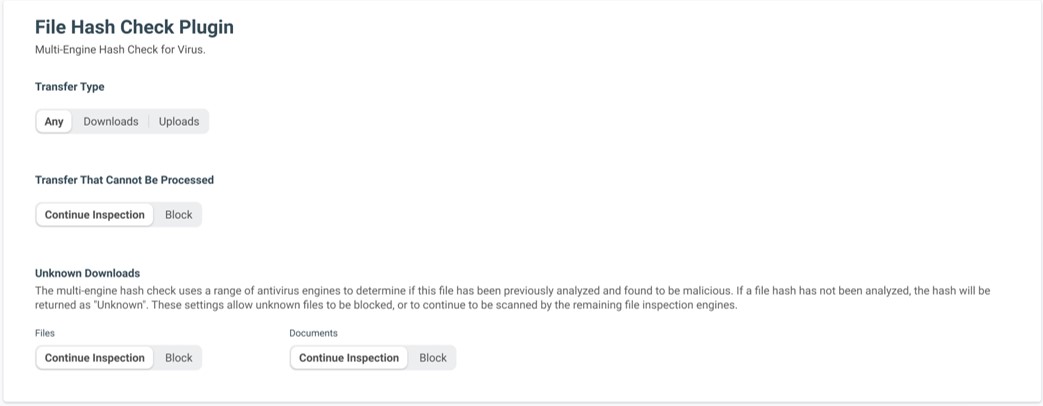 File Hash Check Plugin
Multi-Engine Hash Check for Virus.
Transfer Type
Any Downloads Uploads
Transfer That Cannot Be Processed
Continue Inspection Block
Unknown Downloads
The multi-engine hash check uses a range of antivirus engines to determine if this file has been previously analyzed and found to be malicious. If a file hash has not been analyzed, the hash will be
returned as "Unknown". These settings allow unknown files to be blocked, or to continue to be scanned by the remaining file inspection engines.
Files Documents
Continue Inspection Block Continue Inspection Block